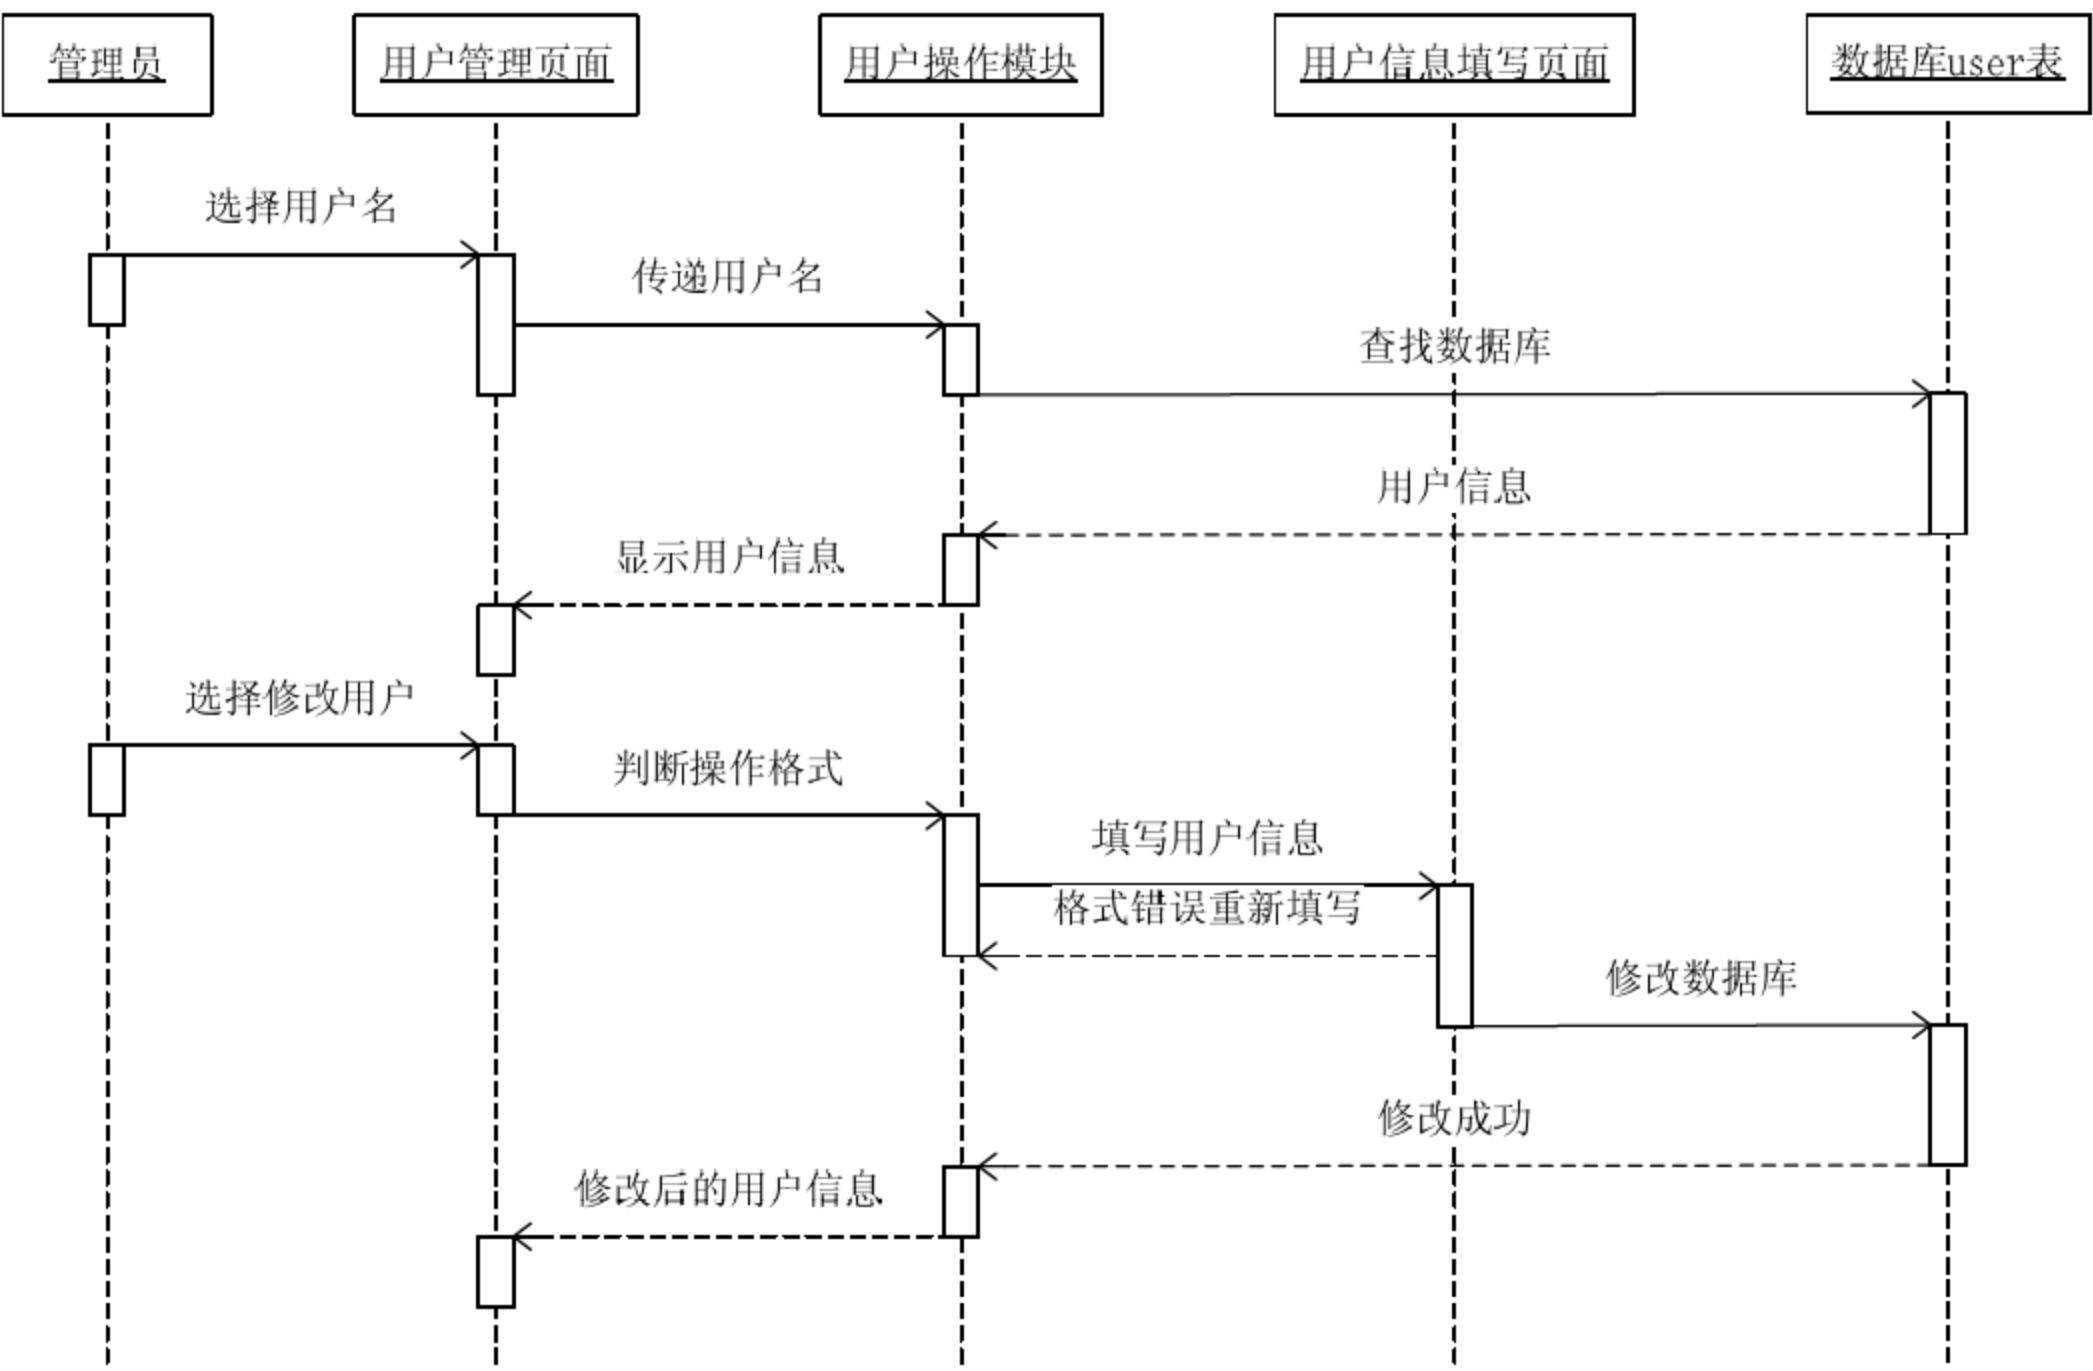 管理员
用户管理页面
用户操作模块
用户信息填写页面
数据库user表
选择用户名
传递用户名
查找数据库
用户信息
显示用户信息
选择修改用户
判断操作格式
填写用户信息
格式错误重新填写
修改数据库
修改成功
修改后的用户信息